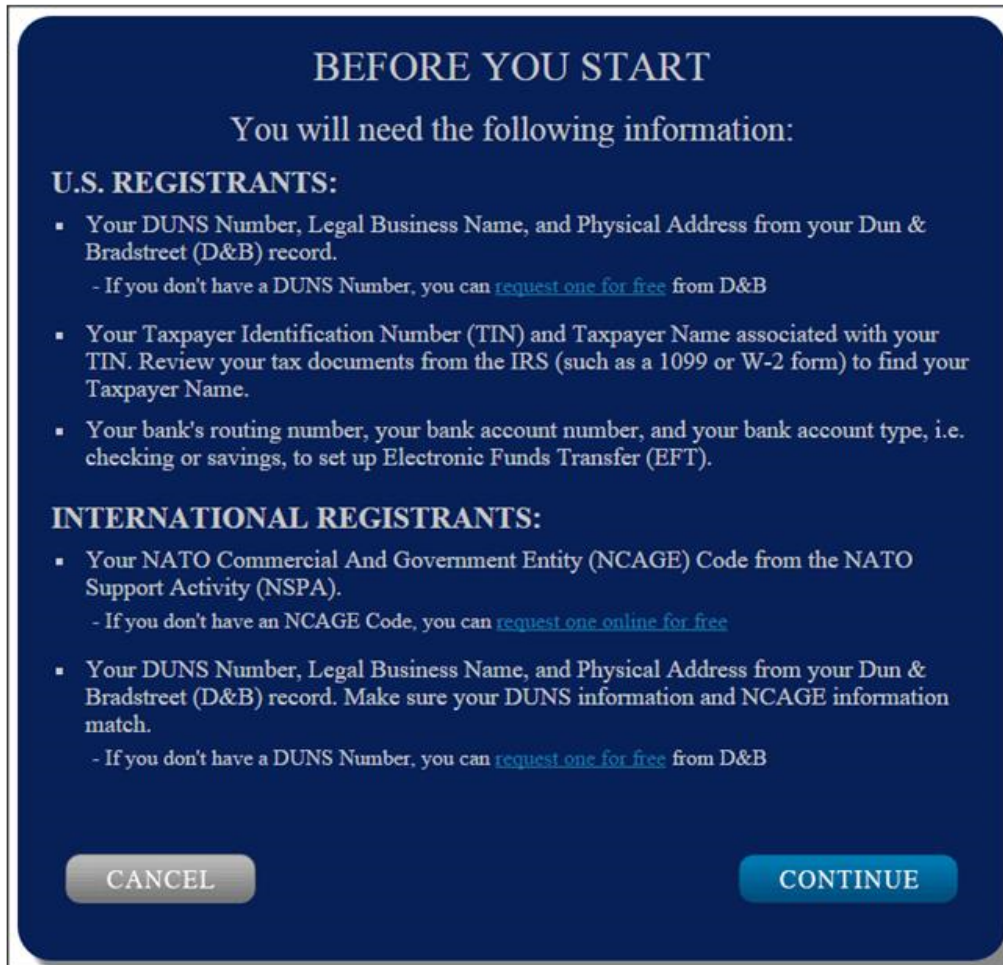 BEFORE YOU START
You will need the following information:
U.S. REGISTRANTS:
▪ Your DUNS Number, Legal Business Name, and Physical Address from your Dun &
Bradstreet (D&B) record.
- If you don't have a DUNS Number, you can request one for free from D&B
▪ Your Taxpayer Identification Number (TIN) and Taxpayer Name associated with your
TIN. Review your tax documents from the IRS (such as a 1099 or W-2 form) to find your
Taxpayer Name.
▪ Your bank's routing number, your bank account number, and your bank account type, i.e.
checking or savings, to set up Electronic Funds Transfer (EFT).
INTERNATIONAL REGISTRANTS:
▪ Your NATO Commercial And Government Entity (NCAGE) Code from the NATO
Support Activity (NSPA).
- If you don't have an NCAGE Code, you can request one online for free
▪ Your DUNS Number, Legal Business Name, and Physical Address from your Dun &
Bradstreet (D&B) record. Make sure your DUNS information and NCAGE information
match.
- If you don't have a DUNS Number, you can request one for free from D&B
CANCEL
CONTINUE